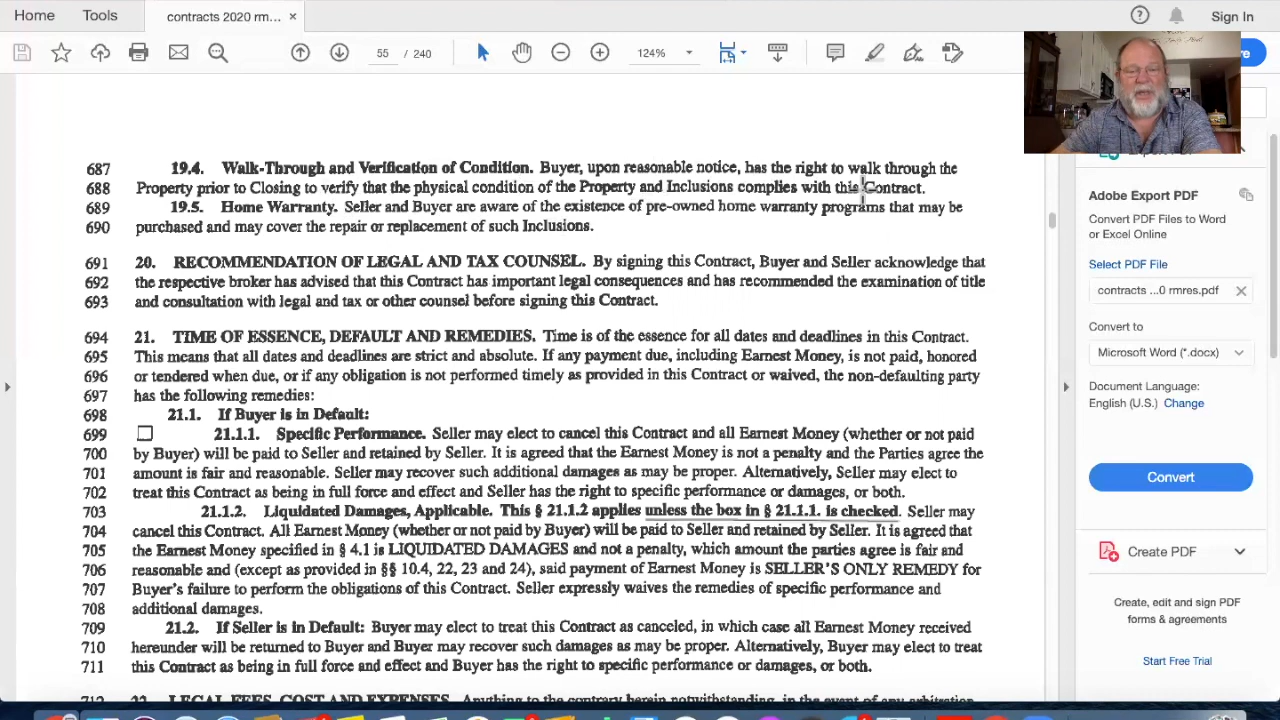 Home Tools contracts 2020 rm... × Sign In
55 / 240 124%
687 19.4. Walk-Through and Verification of Condition. Buyer, upon reasonable notice, has the right to walk through the
688 Property prior to Closing to verify that the physical condition of the Property and Inclusions complies with this Contract.
689 19.5. Home Warranty. Seller and Buyer are aware of the existence of pre-owned home warranty programs that may be
690 purchased and may cover the repair or replacement of such Inclusions.
691 20. RECOMMENDATION OF LEGAL AND TAX COUNSEL. By signing this Contract, Buyer and Seller acknowledge that
692 the respective broker has advised that this Contract has important legal consequences and has recommended the examination of title
693 and consultation with legal and tax or other counsel before signing this Contract.
694 21. TIME OF ESSENCE, DEFAULT AND REMEDIES. Time is of the essence for all dates and deadlines in this Contract.
695 This means that all dates and deadlines are strict and absolute. If any payment due, including Earnest Money, is not paid, honored
696 or tendered when due, or if any obligation is not performed timely as provided in this Contract or waived, the non-defaulting party
697 has the following remedies:
698 21.1. If Buyer is in Default:
699 21.1.1. Specific Performance. Seller may elect to cancel this Contract and all Earnest Money (whether or not paid
700 by Buyer) will be paid to Seller and retained by Seller. It is agreed that the Earnest Money is not a penalty and the Parties agree the
701 amount is fair and reasonable. Seller may recover such additional damages as may be proper. Alternatively, Seller may elect to
702 treat this Contract as being in full force and effect and Seller has the right to specific performance or damages, or both.
703 21.1.2. Liquidated Damages, Applicable. This § 21.1.2 applies unless the box in § 21.1.1. is checked. Seller may
704 cancel this Contract. All Earnest Money (whether or not paid by Buyer) will be paid to Seller and retained by Seller. It is agreed that
705 the Earnest Money specified in § 4.1 is LIQUIDATED DAMAGES and not a penalty, which amount the parties agree is fair and
706 reasonable and (except as provided in §§ 10.4, 22, 23 and 24), said payment of Earnest Money is SELLER'S ONLY REMEDY for
707 Buyer's failure to perform the obligations of this Contract. Seller expressly waives the remedies of specific performance and
708 additional damages.
709 21.2. If Seller is in Default: Buyer may elect to treat this Contract as canceled, in which case all Earnest Money received
710 hereunder will be returned to Buyer and Buyer may recover such damages as may be proper. Alternatively, Buyer may elect to treat
711 this Contract as being in full force and effect and Buyer has the right to specific performance or damages, or both.
712 22. LEGAL FEES, COST AND EXPENSES. Anything to the contrary herein notwithstanding, in the event of any arbitration
Adobe Export PDF
Convert PDF Files to Word
or Excel Online
Select PDF File
contracts ...0 rmres.pdf
Convert to
Microsoft Word (*.docx)
Document Language:
English (U.S.) Change
Convert
Create PDF
Create, edit and sign PDF
forms & agreements
Start Free Trial